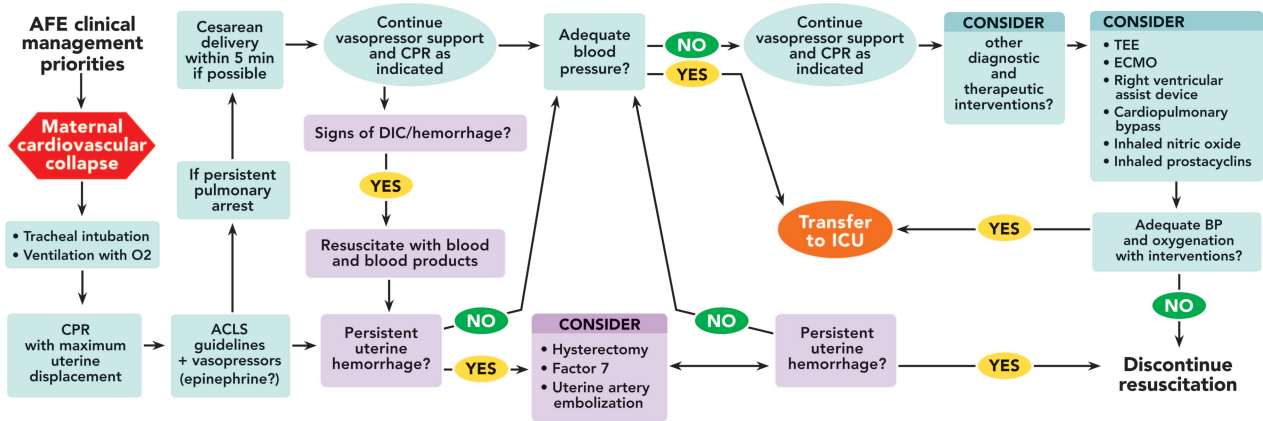 AFE clinical
management
priorities
Maternal
cardiovascular
collapse
• Tracheal intubation
• Ventilation with O2
CPR
with maximum
uterine
displacement
ACLS
guidelines
+ vasopressors
(epinephrine?)
If persistent
pulmonary
arrest
Cesarean
delivery
within 5 min
if possible
Continue
vasopressor support
and CPR as
indicated
Signs of DIC/hemorrhage?
YES
Resuscitate with blood
and blood products
Persistent
uterine
hemorrhage?
NO
YES
CONSIDER
• Hysterectomy
• Factor 7
• Uterine artery
embolization
Persistent
uterine
hemorrhage?
NO
YES
Adequate
blood
pressure?
NO
YES
Continue
vasopressor support
and CPR as
indicated
CONSIDER
other
diagnostic
and
therapeutic
interventions?
CONSIDER
• TEE
• ECMO
• Right ventricular
assist device
• Cardiopulmonary
bypass
• Inhaled nitric oxide
• Inhaled prostacyclins
Adequate BP
and oxygenation
with interventions?
YES
Transfer
to ICU
NO
Discontinue
resuscitation